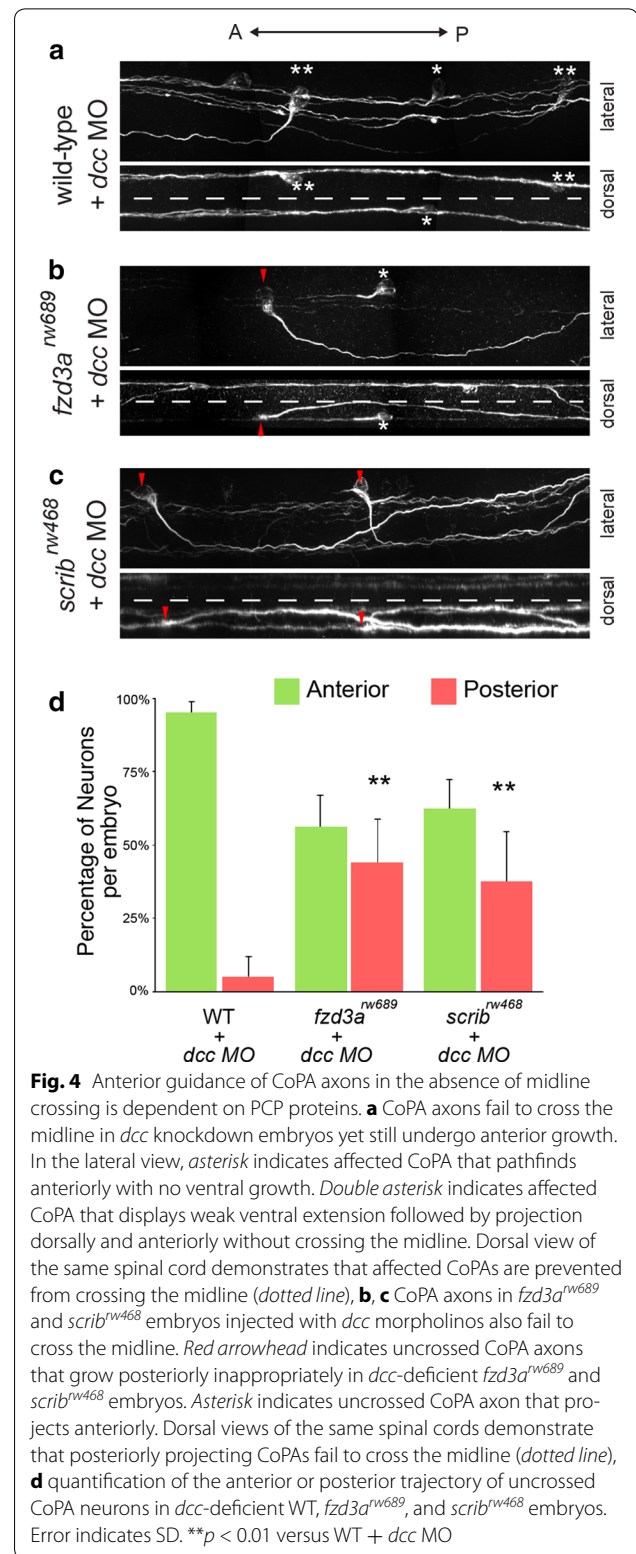 A P
a
wild-type
+ dcc MO
** * **
lateral
** * **
dorsal
b
fzd3a rw689
+ dcc MO
*
lateral
*
dorsal
c
scrib rw468
+ dcc MO
lateral
dorsal
d
Anterior Posterior
Percentage of Neurons
per embryo
100%
75%
50%
25%
0%
** **
WT fzd3a rw689 scrib rw468
+ + +
dcc MO dcc MO dcc MO
Fig. 4 Anterior guidance of CoPA axons in the absence of midline
crossing is dependent on PCP proteins. a CoPA axons fail to cross the
midline in dcc knockdown embryos yet still undergo anterior growth.
In the lateral view, asterisk indicates affected CoPA that pathfinds
anteriorly with no ventral growth. Double asterisk indicates affected
CoPA that displays weak ventral extension followed by projection
dorsally and anteriorly without crossing the midline. Dorsal view of
the same spinal cord demonstrates that affected CoPAs are prevented
from crossing the midline (dotted line), b, c CoPA axons in fzd3a rw689
and scrib rw468 embryos injected with dcc morpholinos also fail to
cross the midline. Red arrowhead indicates uncrossed CoPA axons
that grow posteriorly inappropriately in dcc-deficient fzd3a rw689 and
scrib rw468 embryos. Asterisk indicates uncrossed CoPA axon that pro-
jects anteriorly. Dorsal views of the same spinal cords demonstrate
that posteriorly projecting CoPAs fail to cross the midline (dotted line),
d quantification of the anterior or posterior trajectory of uncrossed
CoPA neurons in dcc-deficient WT, fzd3a rw689, and scrib rw468 embryos.
Error indicates SD. **p < 0.01 versus WT + dcc MO